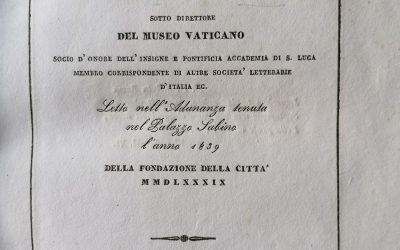 SOTTO DIRETTORE
DEL MUSEO VATICANO
SOCIO D'ONORE DELL'INSIGNE E PONTIFICIA ACCADEMIA DI S. LUCA
MEMBRO CORRISPONDENTE DI ALTRE SOCIETA' LETTERARIE
D'ITALIA EC.
Letto nell'Adunanza tenuta
nel Palazzo Sabino
l'anno 1839
DELLA FONDAZIONE DELLA CITTA'
MMDLXXXIX